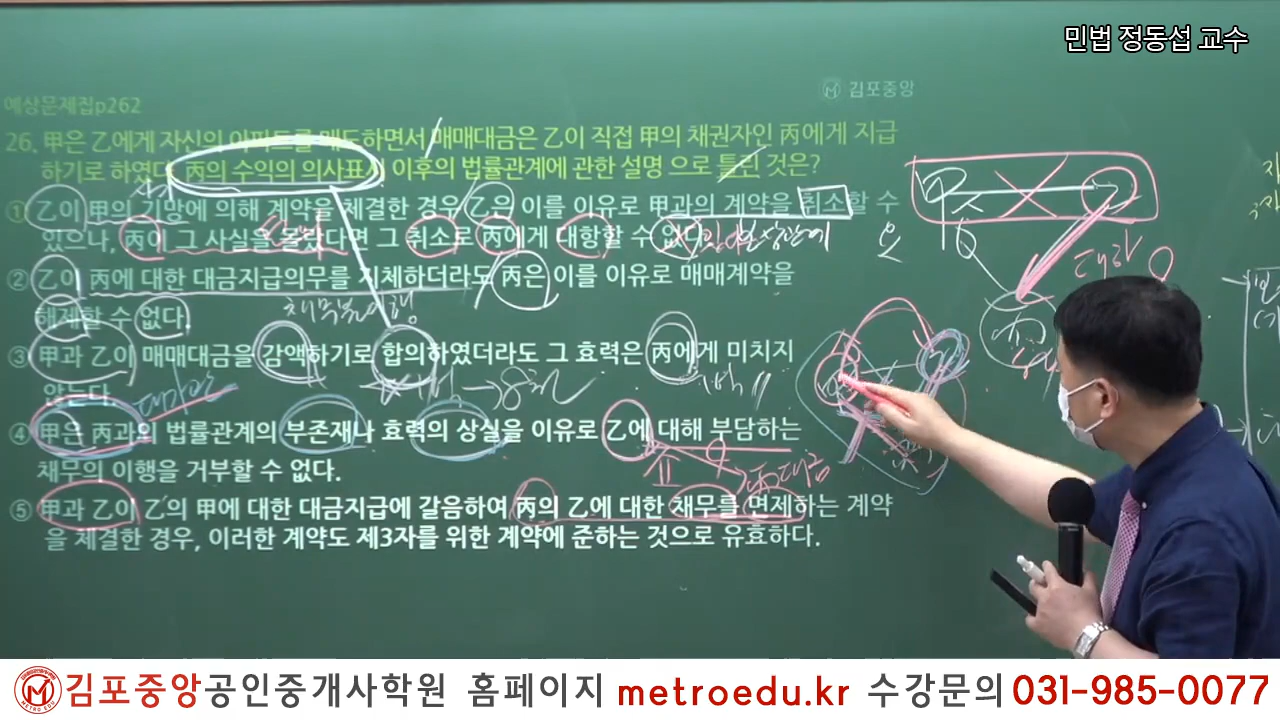 민법 정동섭 교수
김포중앙
예상문제집p262
26. 甲은 乙에게 자신의 아파트를 매도하면서 매매대금은 乙이 직접 甲의 채권자인 丙에게 지급
하기로 하였다. 丙의 수익의 의사표시 이후의 법률관계에 관한 설명 으로 틀린 것은?
① 乙이 甲의 기망에 의해 계약을 체결한 경우 乙은 이를 이유로 甲과의 계약을 취소할 수
있으나, 丙이 그 사실을 몰랐다면 그 취소로 丙에게 대항할 수 없다.
② 乙이 丙에 대한 대금지급의무를 지체하더라도 丙은 이를 이유로 매매계약을
해제할 수 없다.
채무불이행
③ 甲과 乙이 매매대금을 감액하기로 합의하였더라도 그 효력은 丙에게 미치지
않는다.
④ 甲은 丙과의 법률관계의 부존재나 효력의 상실을 이유로 乙에 대해 부담하는
채무의 이행을 거부할 수 없다.
⑤ 甲과 乙이 乙의 甲에 대한 대금지급에 갈음하여 丙의 乙에 대한 채무를 면제하는 계약
을 체결한 경우, 이러한 계약도 제3자를 위한 계약에 준하는 것으로 유효하다.
김포중앙공인중개사학원 홈페이지 metroedu.kr 수강문의 031-985-0077